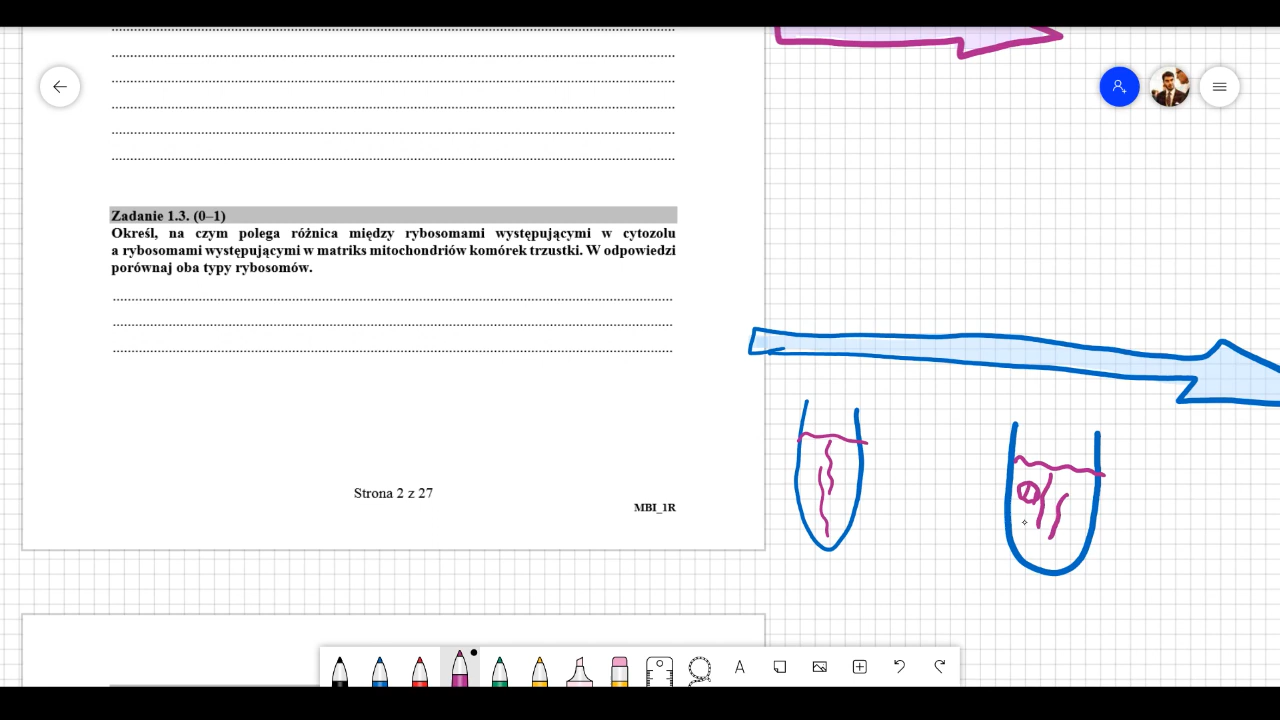 Zadanie 1.3. (0–1)
Określ, na czym polega różnica między rybosomami występującymi w cytozolu
a rybosomami występującymi w matriks mitochondriów komórek trzustki. W odpowiedzi
porównaj oba typy rybosomów.
Strona 2 z 27
MBI_1R
A